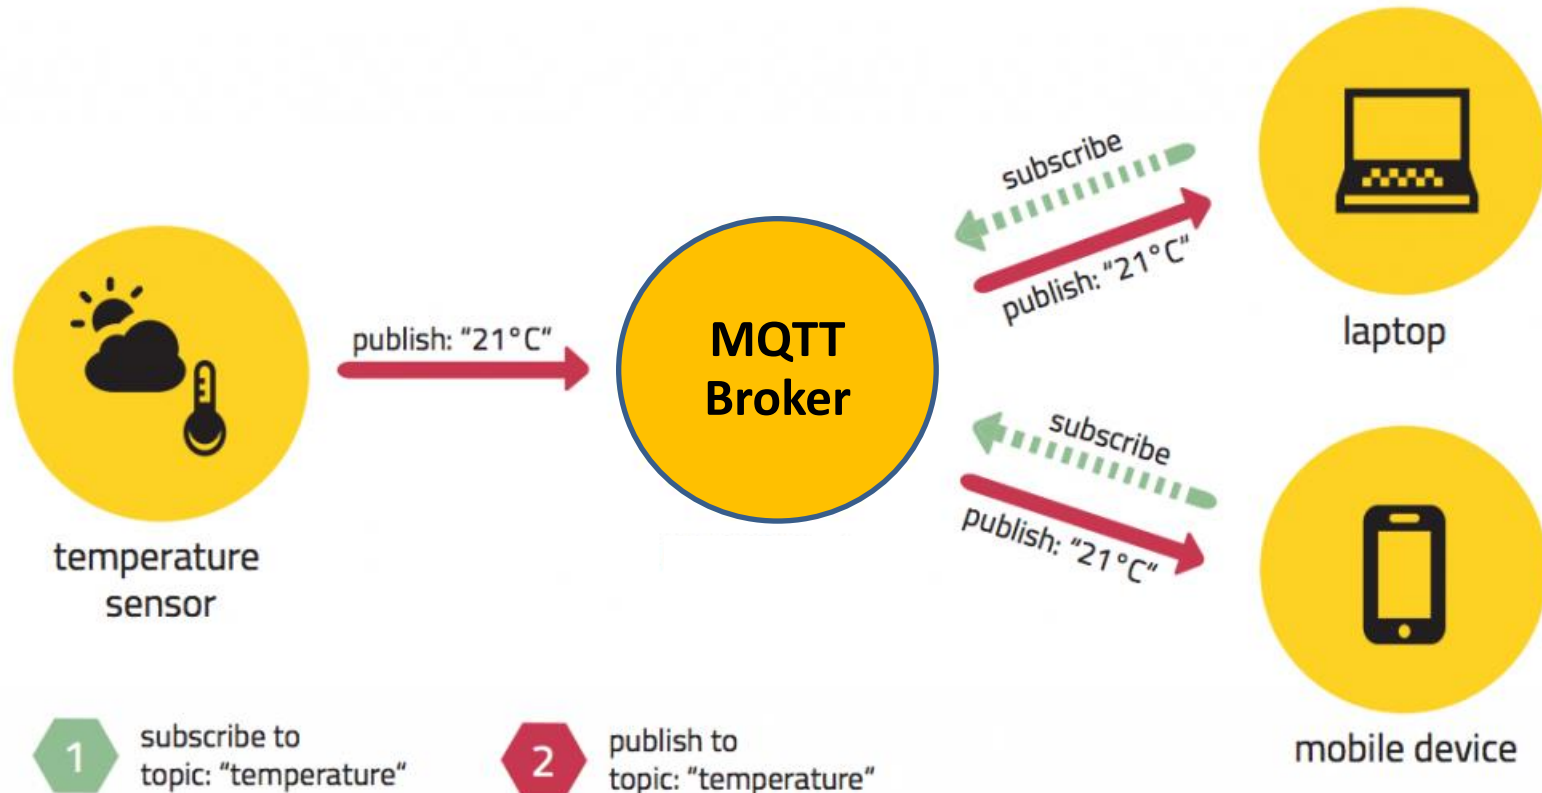 subscribe
publish: "21°C"
laptop
publish: "21°C"
MQTT
Broker
subscribe
publish: "21°C"
temperature
sensor
mobile device
1
subscribe to
topic: "temperature"
2
publish to
topic: "temperature"